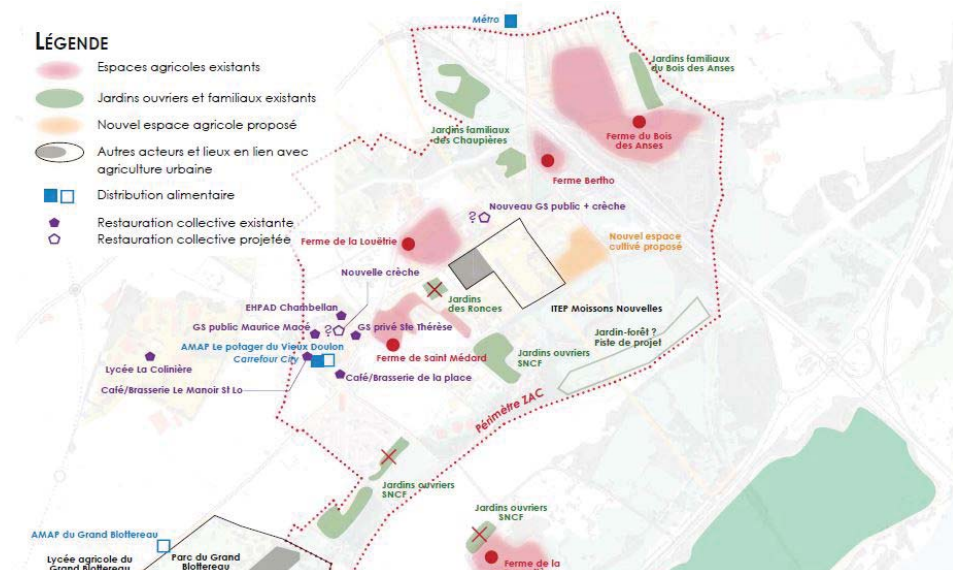 LÉGENDE
Espaces agricoles existants
Jardins ouvriers et familiaux existants
Nouvel espace agricole proposé
Autres acteurs et lieux en lien avec
agriculture urbaine
Distribution alimentaire
Restauration collective existante
Restauration collective projetée
Métro
Jardins familiaux
du Bois des Anses
Jardins familiaux
des Chaupières
Ferme du Bois
des Anses
Ferme Bertho
Nouveau GS public + crèche
?
Ferme de la Louëtrie
Nouvel espace
cultivé proposé
Nouvelle crèche
Jardins
des Ronces
ITEP Moissons Nouvelles
EHPAD Chambellan
GS public Maurice Macé
?
GS privé Ste Thérèse
Jardin-forêt ?
Piste de projet
AMAP Le potager du Vieux Doulon
Carrefour City
Ferme de Saint Médard
Jardins ouvriers
SNCF
Lycée La Colinière
Café/Brasserie de la place
Café/Brasserie Le Manoir St Lo
Périmètre ZAC
Jardins ouvriers
SNCF
Jardins ouvriers
SNCF
AMAP du Grand Blottereau
Lycée agricole du
Grand Blottereau
Parc du Grand
Blottereau
Ferme de la